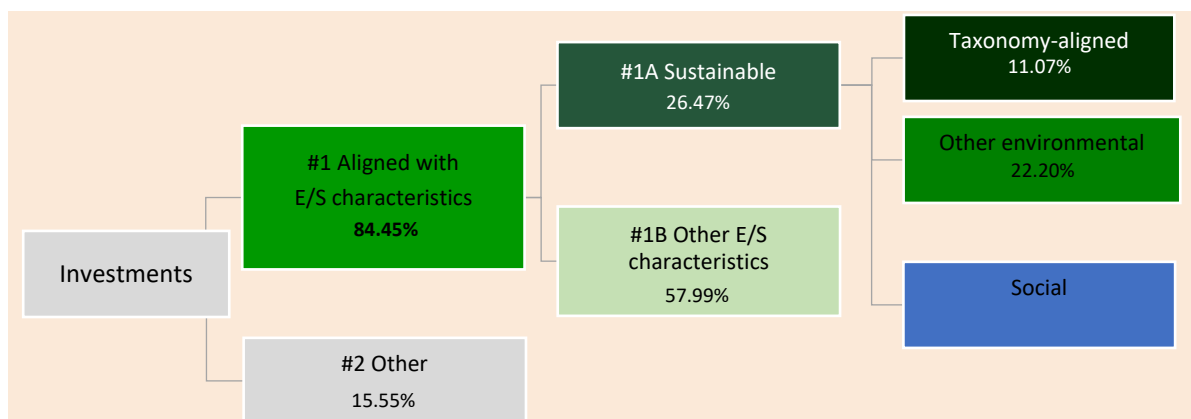 Investments
#1 Aligned with
E/S characteristics
84.45%
#2 Other
15.55%
#1A Sustainable
26.47%
#1B Other E/S
characteristics
57.99%
Taxonomy-aligned
11.07%
Other environmental
22.20%
Social